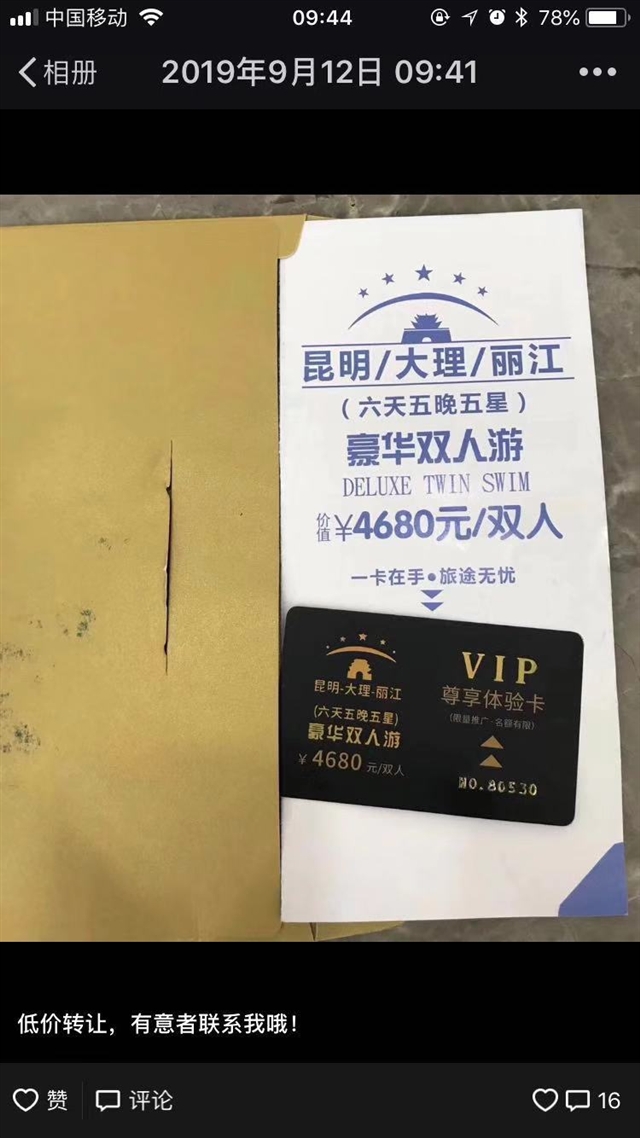 中国移动 09:44 78%
相册 2019年9月12日 09:41
昆明/大理/丽江
(六天五晚五星)
豪华双人游
DELUXE TWIN SWIM
价值¥4680元/双人
一卡在手•旅途无忧
昆明-大理-丽江
(六天五晚五星)
豪华双人游
¥4680元/双人
VIP
尊享体验卡
(限量推广·名额有限)
NO.80530
低价转让，有意者联系我哦！
赞 评论 16